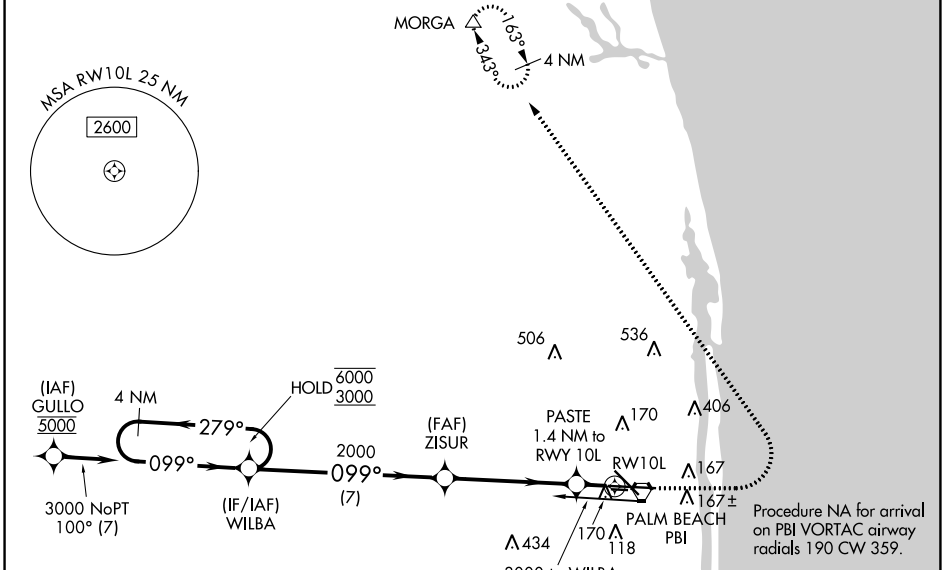 MORGA
163°
343°
4 NM
MSA RW10L 25 NM
2600
506
536
(IAF)
GULLO
5000
4 NM
HOLD 6000
3000
279°
099°
3000 NoPT
100° (7)
(IF/IAF)
WILBA
2000
099°
(7)
(FAF)
ZISUR
PASTE
1.4 NM to
RWY 10L
170
406
RW10L
167
167±
PALM BEACH
PBI
170
118
434
Procedure NA for arrival
on PBI VORTAC airway
radials 190 CW 359.